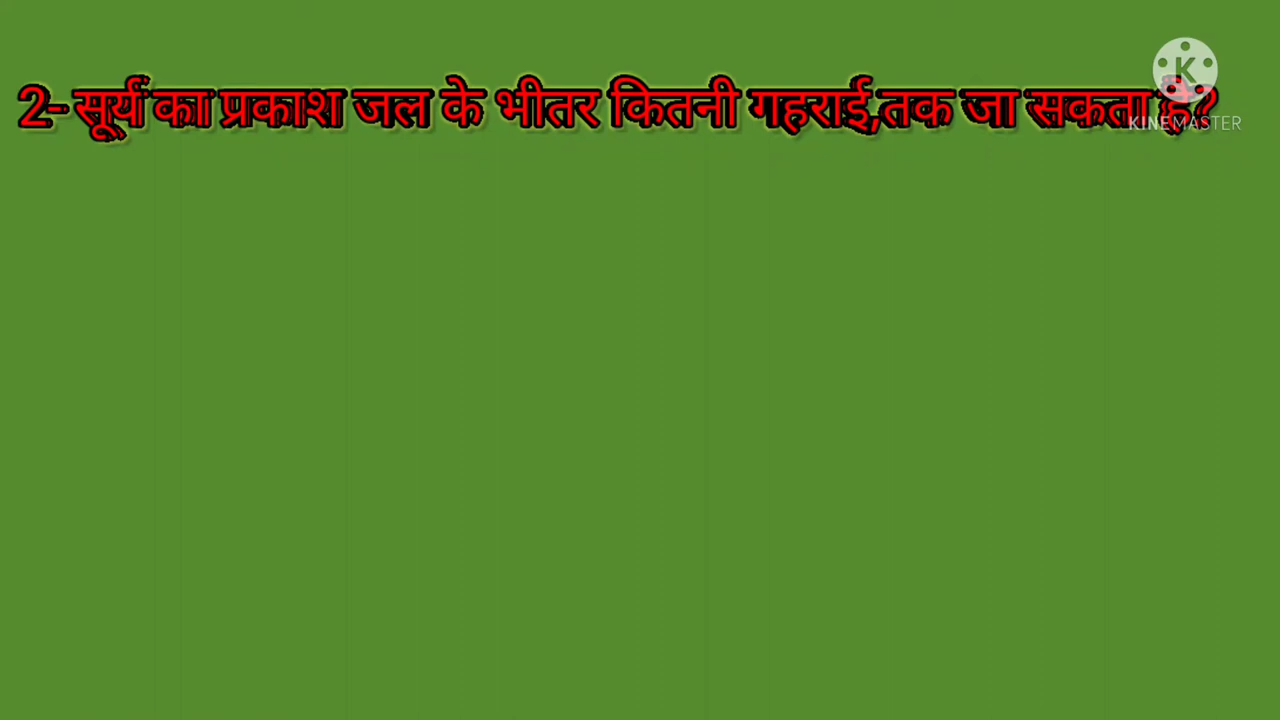 2- सूर्य का प्रकाश जल के भीतर कितनी गहराई,तक जा सकता है?
K
KINEMASTER